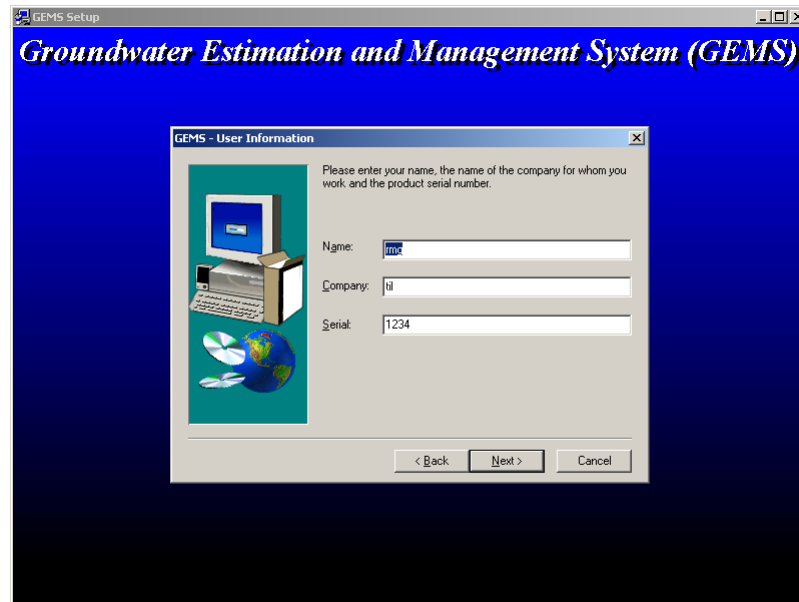 GEMS Setup
Groundwater Estimation and Management System (GEMS)
GEMS - User Information
Please enter your name, the name of the company for whom you
work and the product serial number.
Name: rmg
Company: til
Serial: 1234
< Back Next > Cancel